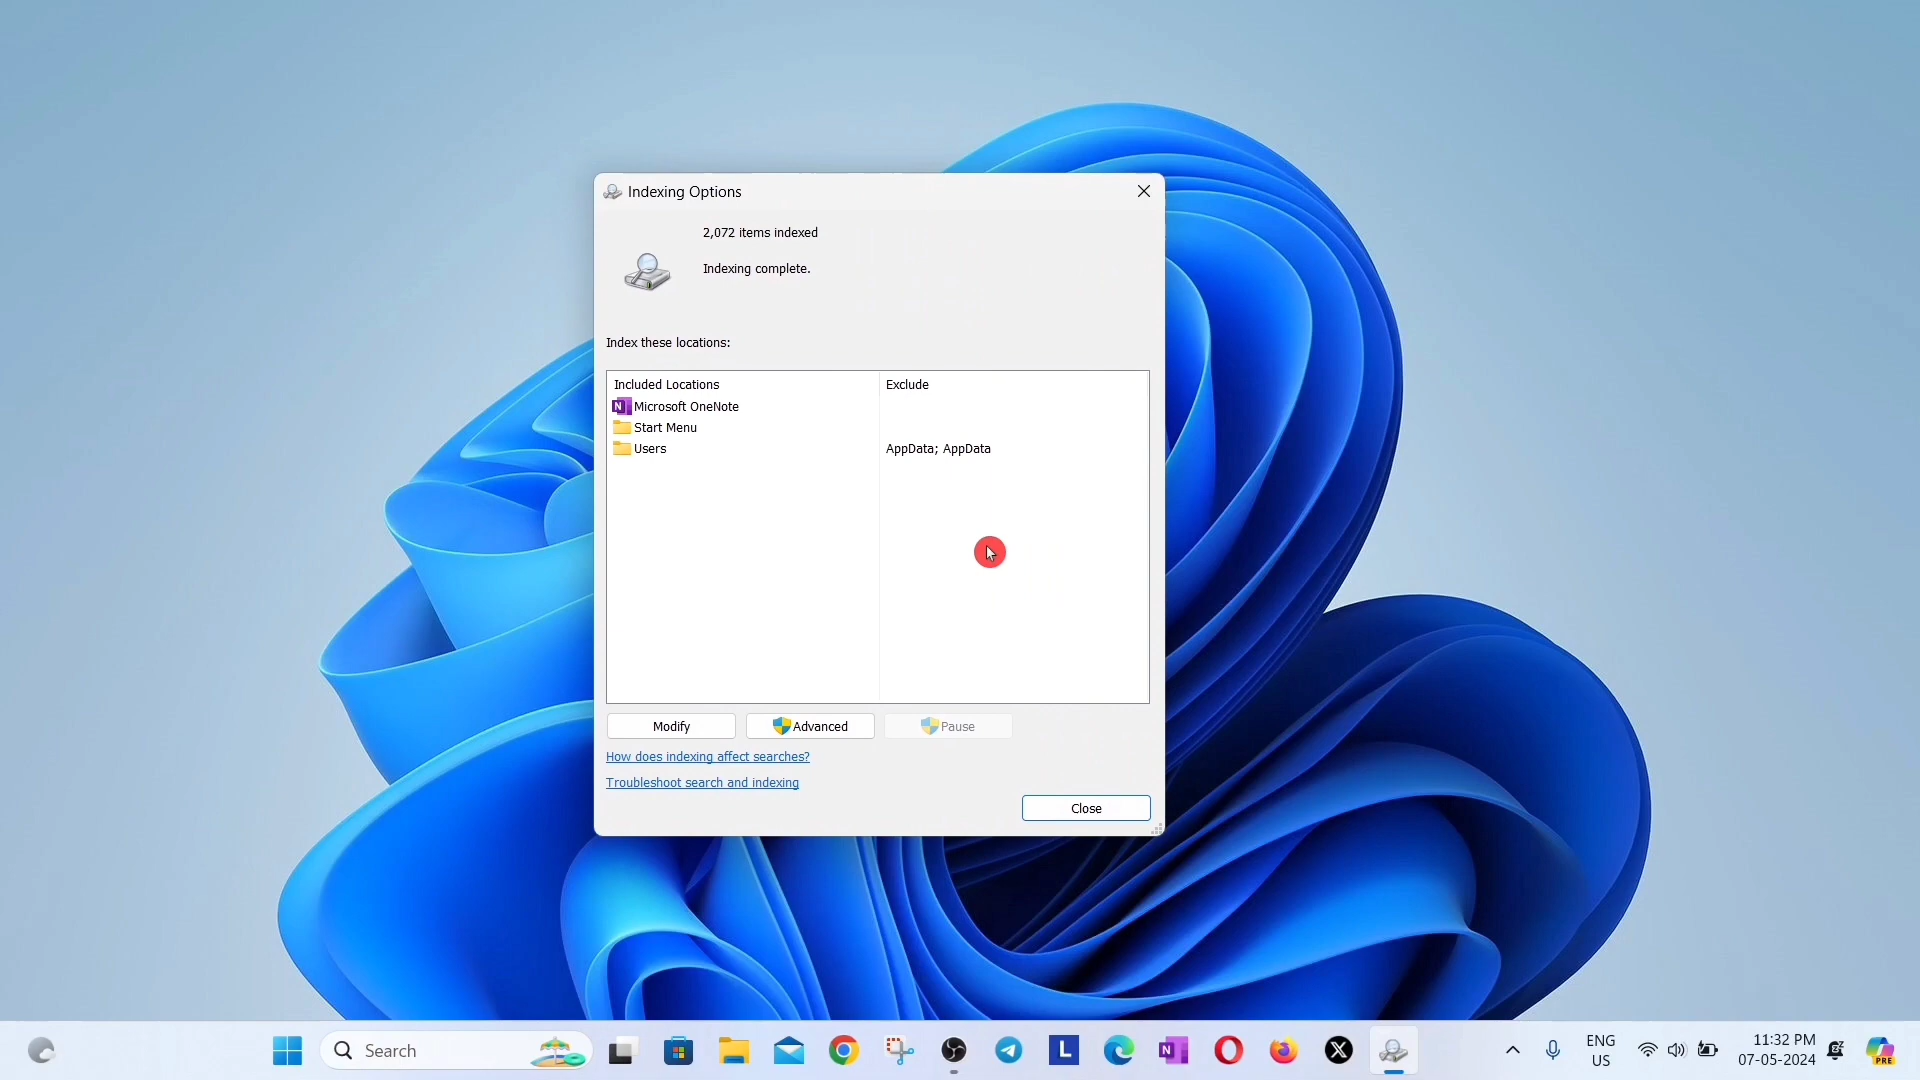 Indexing Options
2,072 items indexed
Indexing complete.
Index these locations:
Included Locations
Exclude
Microsoft OneNote
Start Menu
Users
AppData; AppData
Modify
Advanced
Pause
How does indexing affect searches?
Troubleshoot search and indexing
Close
Search
L
N
X
ENG
US
11:32 PM
07-05-2024
PRE